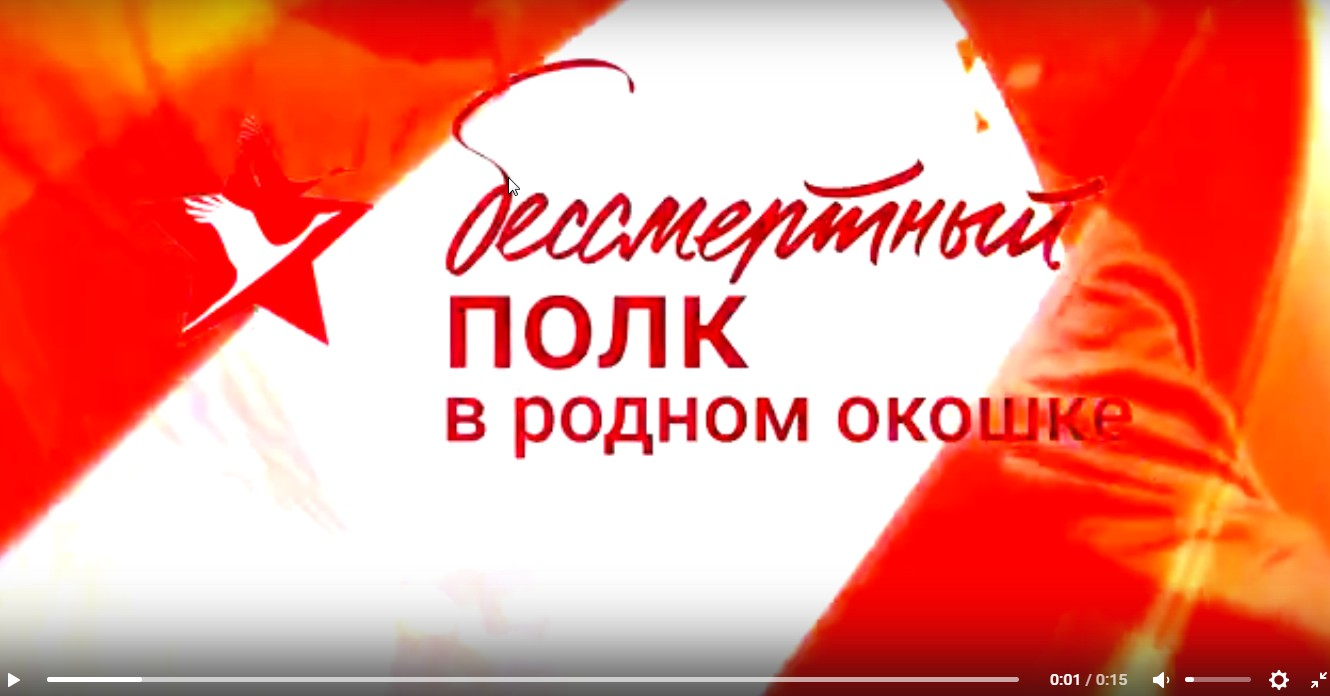 бессмертный
ПОЛК
в родном окошке
0:01 / 0:15